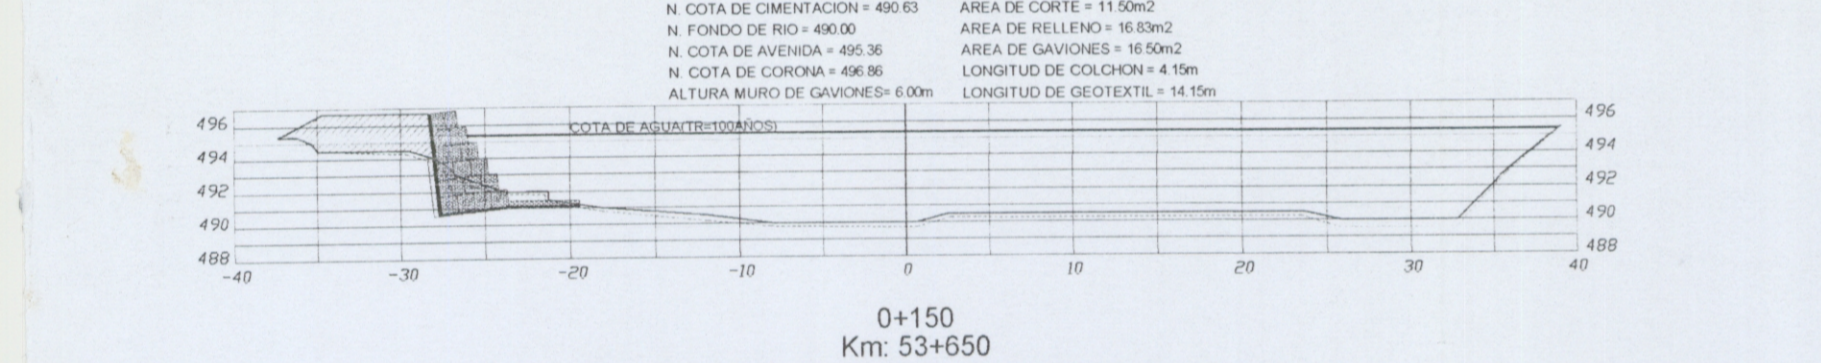 N. COTA DE CIMENTACION = 490.63 AREA DE CORTE = 11.50m2
N. FONDO DE RIO = 490.00 AREA DE RELLENO = 16.83m2
N. COTA DE AVENIDA = 495.36 AREA DE GAVIONES = 16.50m2
N. COTA DE CORONA = 496.86 LONGITUD DE COLCHON = 4.15m
ALTURA MURO DE GAVIONES= 6.00m LONGITUD DE GEOTEXTIL = 14.15m
496 COTA DE AGUA(TR=100AÑOS) 496
494 494
492 492
490 490
488 488
-40 -30 -20 -10 0 10 20 30 40
0+150
Km: 53+650